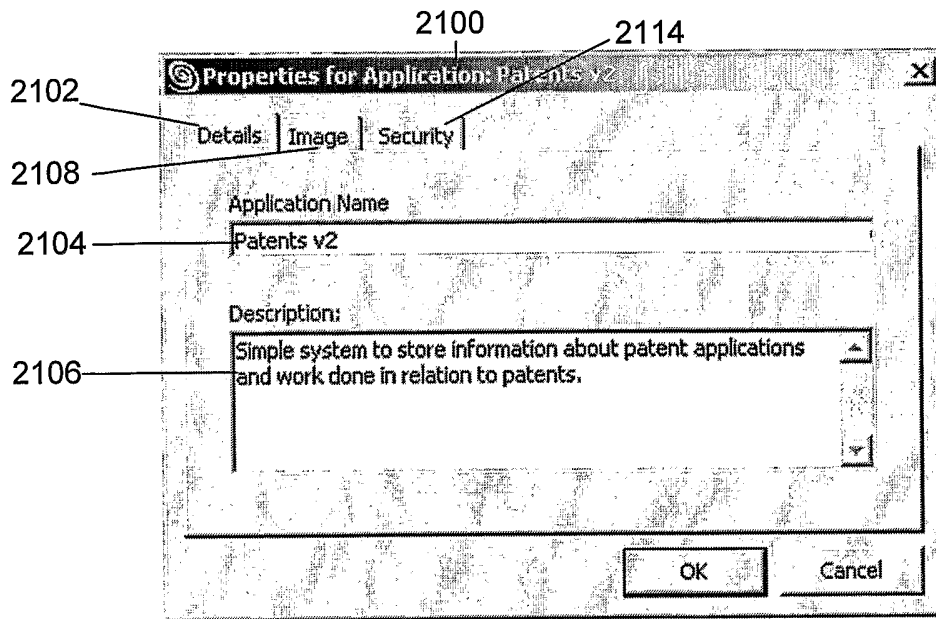 2100
2114
2102
Properties for Application: Patents v2
Details Image Security
2108
Application Name
2104
Patents v2
Description:
2106
Simple system to store information about patent applications
and work done in relation to patents.
OK Cancel